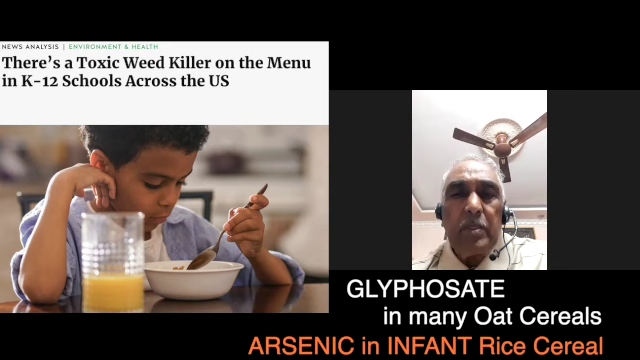 NEWS ANALYSIS | ENVIRONMENT & HEALTH
There's a Toxic Weed Killer on the Menu
in K-12 Schools Across the US
GLYPHOSATE
in many Oat Cereals
ARSENIC in INFANT Rice Cereal